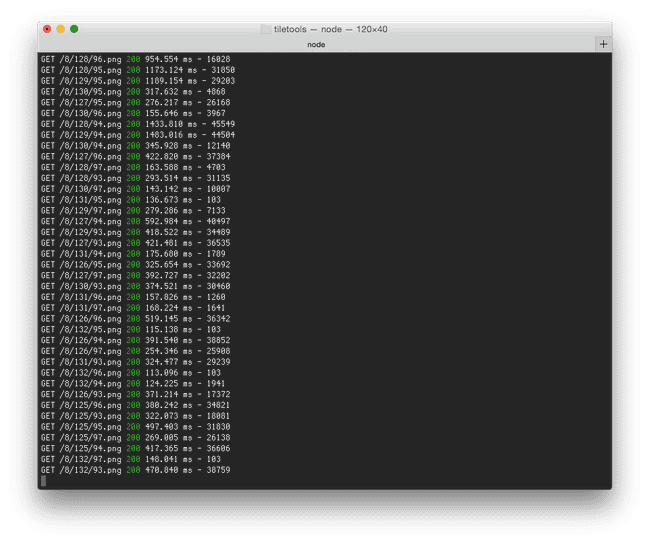 tiletools — node — 120×40
node
+
GET /8/128/96.png 200 954.554 ms - 16028
GET /8/128/95.png 200 1173.124 ms - 31850
GET /8/129/95.png 200 1189.154 ms - 29203
GET /8/130/95.png 200 317.632 ms - 4868
GET /8/127/95.png 200 276.217 ms - 26168
GET /8/130/96.png 200 155.646 ms - 3967
GET /8/128/94.png 200 1433.810 ms - 45549
GET /8/129/94.png 200 1483.016 ms - 44504
GET /8/130/94.png 200 345.928 ms - 12140
GET /8/127/96.png 200 422.820 ms - 37384
GET /8/128/97.png 200 163.588 ms - 4703
GET /8/128/93.png 200 293.514 ms - 31135
GET /8/130/97.png 200 143.142 ms - 10007
GET /8/131/95.png 200 136.673 ms - 103
GET /8/129/97.png 200 279.286 ms - 7133
GET /8/127/94.png 200 592.984 ms - 40497
GET /8/129/93.png 200 418.522 ms - 34489
GET /8/127/93.png 200 421.481 ms - 36535
GET /8/131/94.png 200 175.680 ms - 1789
GET /8/126/95.png 200 325.654 ms - 33692
GET /8/127/97.png 200 392.727 ms - 32202
GET /8/130/93.png 200 374.521 ms - 30460
GET /8/131/96.png 200 157.826 ms - 1260
GET /8/131/97.png 200 168.224 ms - 1641
GET /8/126/96.png 200 519.145 ms - 36342
GET /8/132/95.png 200 115.138 ms - 103
GET /8/126/94.png 200 391.540 ms - 38852
GET /8/126/97.png 200 254.346 ms - 25908
GET /8/131/93.png 200 324.477 ms - 29239
GET /8/132/96.png 200 113.096 ms - 103
GET /8/132/94.png 200 124.225 ms - 1941
GET /8/126/93.png 200 371.214 ms - 17372
GET /8/125/96.png 200 380.242 ms - 34821
GET /8/125/93.png 200 322.073 ms - 18081
GET /8/125/95.png 200 497.403 ms - 31830
GET /8/125/97.png 200 269.005 ms - 26138
GET /8/125/94.png 200 417.365 ms - 36606
GET /8/132/97.png 200 148.041 ms - 103
GET /8/132/93.png 200 470.840 ms - 38759